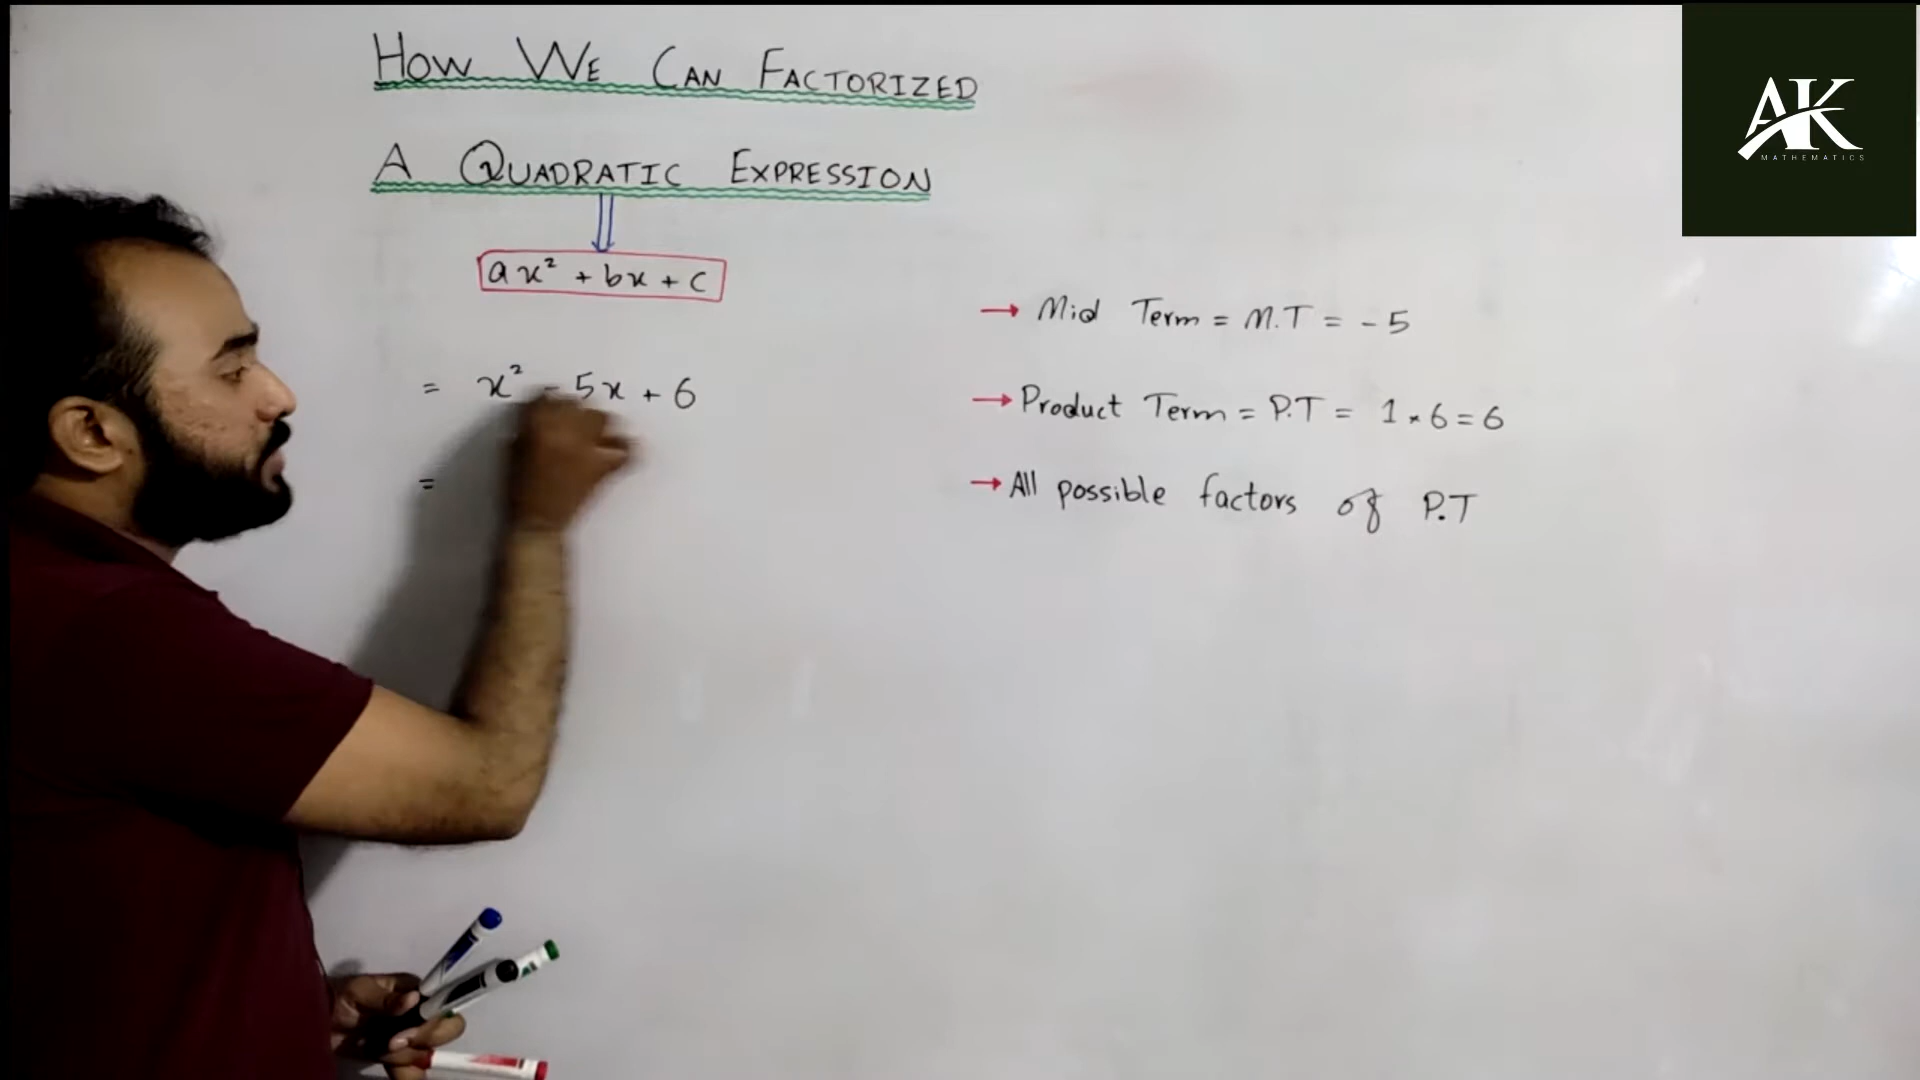 HOW WE CAN FACTORIZED
A QUADRATIC EXPRESSION
ax² + bx + c
= x² - 5x + 6
=
→ Mid Term = M.T = - 5
→ Product Term = P.T = 1 × 6 = 6
→ All possible factors of P.T
AK
MATHEMATICS